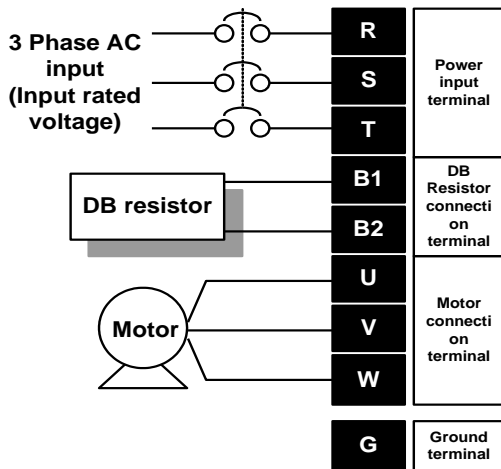 3 Phase AC
input
(Input rated
voltage)
R
S
T
Power
input
terminal
DB resistor
B1
B2
DB
Resistor
connecti
on
terminal
Motor
U
V
W
Motor
connecti
on
terminal
G
Ground
terminal